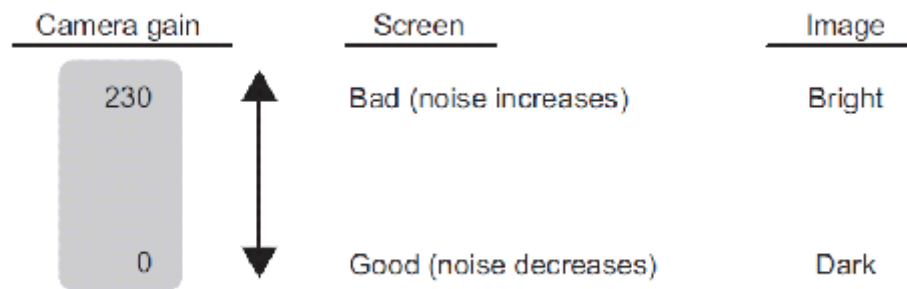 Camera gain Screen Image
230 Bad (noise increases) Bright
0 Good (noise decreases) Dark